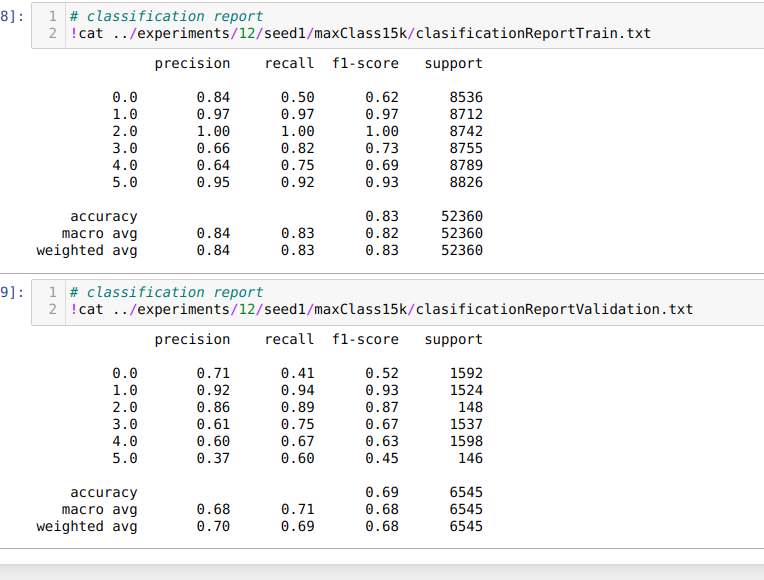 8]: 1 # classification report
2 !cat ../experiments/12/seed1/maxClass15k/clasificationReportTrain.txt
precision recall f1-score support
0.0 0.84 0.50 0.62 8536
1.0 0.97 0.97 0.97 8712
2.0 1.00 1.00 1.00 8742
3.0 0.66 0.82 0.73 8755
4.0 0.64 0.75 0.69 8789
5.0 0.95 0.92 0.93 8826
accuracy 0.83 52360
macro avg 0.84 0.83 0.82 52360
weighted avg 0.84 0.83 0.83 52360
9]: 1 # classification report
2 !cat ../experiments/12/seed1/maxClass15k/clasificationReportValidation.txt
precision recall f1-score support
0.0 0.71 0.41 0.52 1592
1.0 0.92 0.94 0.93 1524
2.0 0.86 0.89 0.87 148
3.0 0.61 0.75 0.67 1537
4.0 0.60 0.67 0.63 1598
5.0 0.37 0.60 0.45 146
accuracy 0.69 6545
macro avg 0.68 0.71 0.68 6545
weighted avg 0.70 0.69 0.68 6545